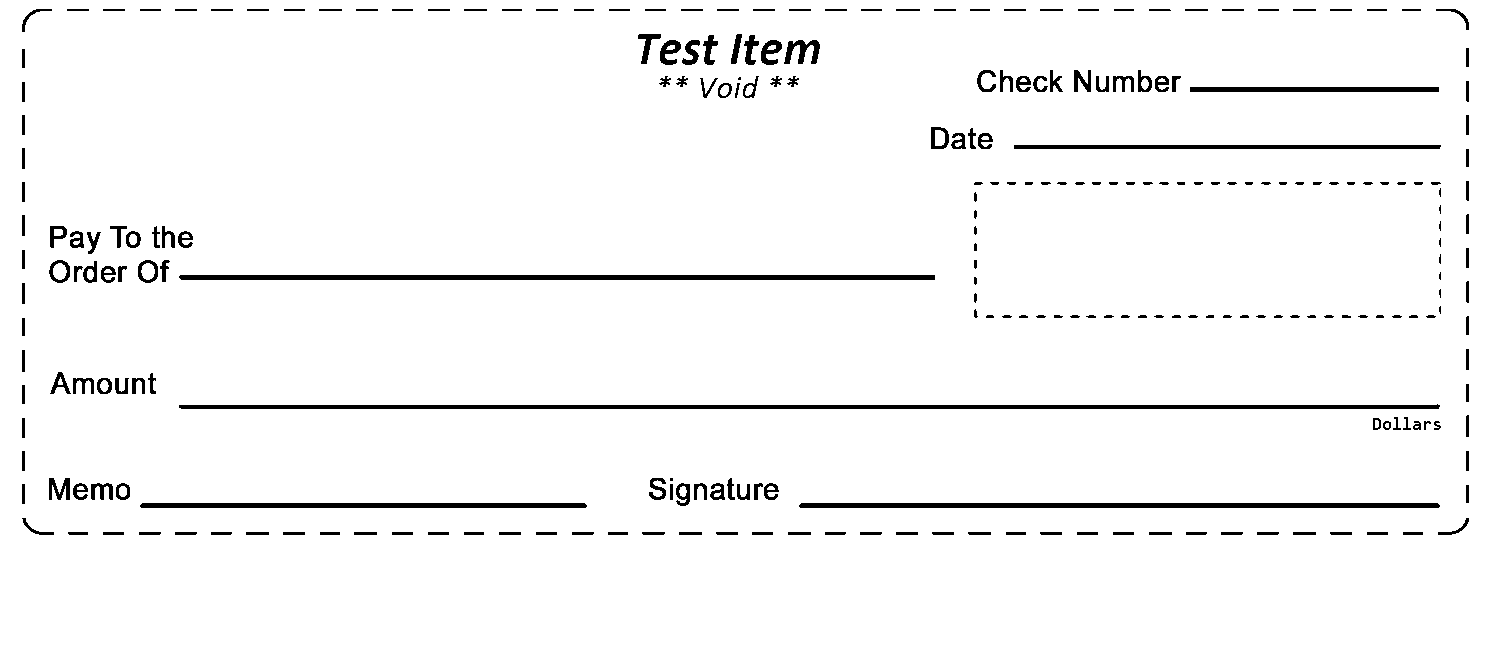 Test Item
** Void **
Check Number
Date
Pay To the
Order Of
Amount
Dollars
Memo
Signature